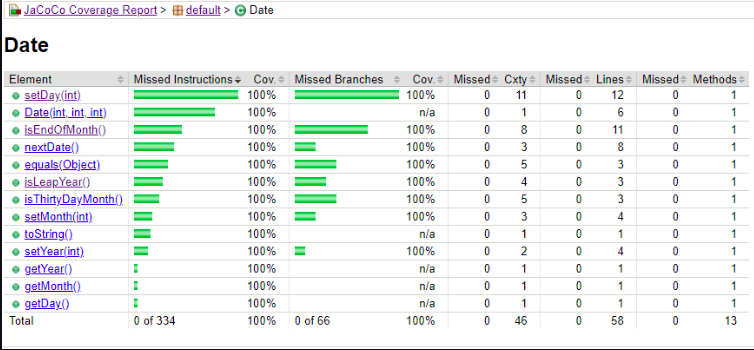 JaCoCo Coverage Report > default > Date
Date
Element Missed Instructions Cov. Missed Branches Cov. Missed Cxty Missed Lines Missed Methods
setDay(int) 100% 100% 0 11 0 12 0 1
Date(int, int, int) 100% n/a 0 1 0 6 0 1
isEndOfMonth() 100% 100% 0 8 0 11 0 1
nextDate() 100% 100% 0 3 0 8 0 1
equals(Object) 100% 100% 0 5 0 3 0 1
isLeapYear() 100% 100% 0 4 0 3 0 1
isThirtyDayMonth() 100% 100% 0 5 0 3 0 1
setMonth(int) 100% 100% 0 3 0 4 0 1
toString() 100% n/a 0 1 0 1 0 1
setYear(int) 100% 100% 0 2 0 4 0 1
getYear() 100% n/a 0 1 0 1 0 1
getMonth() 100% n/a 0 1 0 1 0 1
getDay() 100% n/a 0 1 0 1 0 1
Total 0 of 334 100% 0 of 66 100% 0 46 0 58 0 13